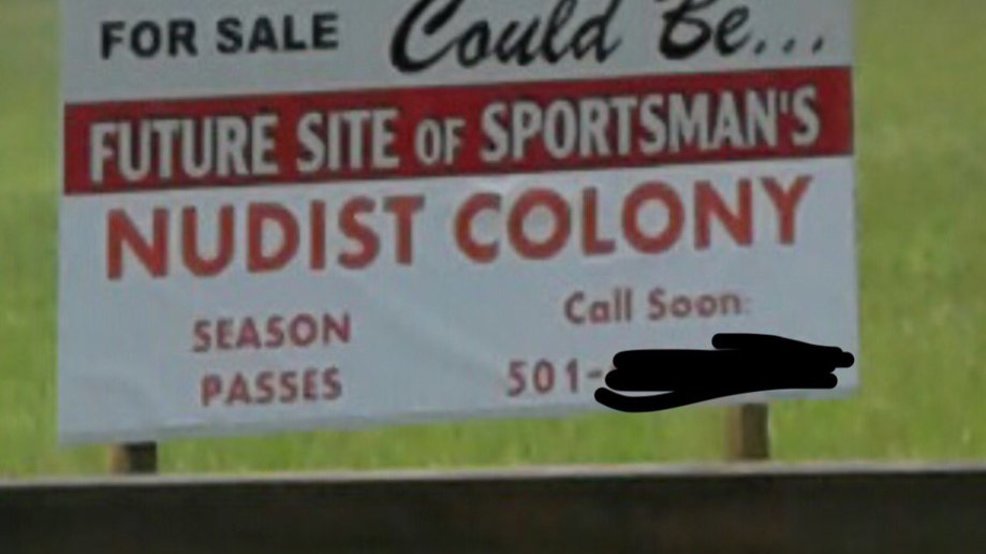 FOR SALE Could Be...
FUTURE SITE OF SPORTSMAN'S
NUDIST COLONY
SEASON
PASSES
Call Soon:
501-